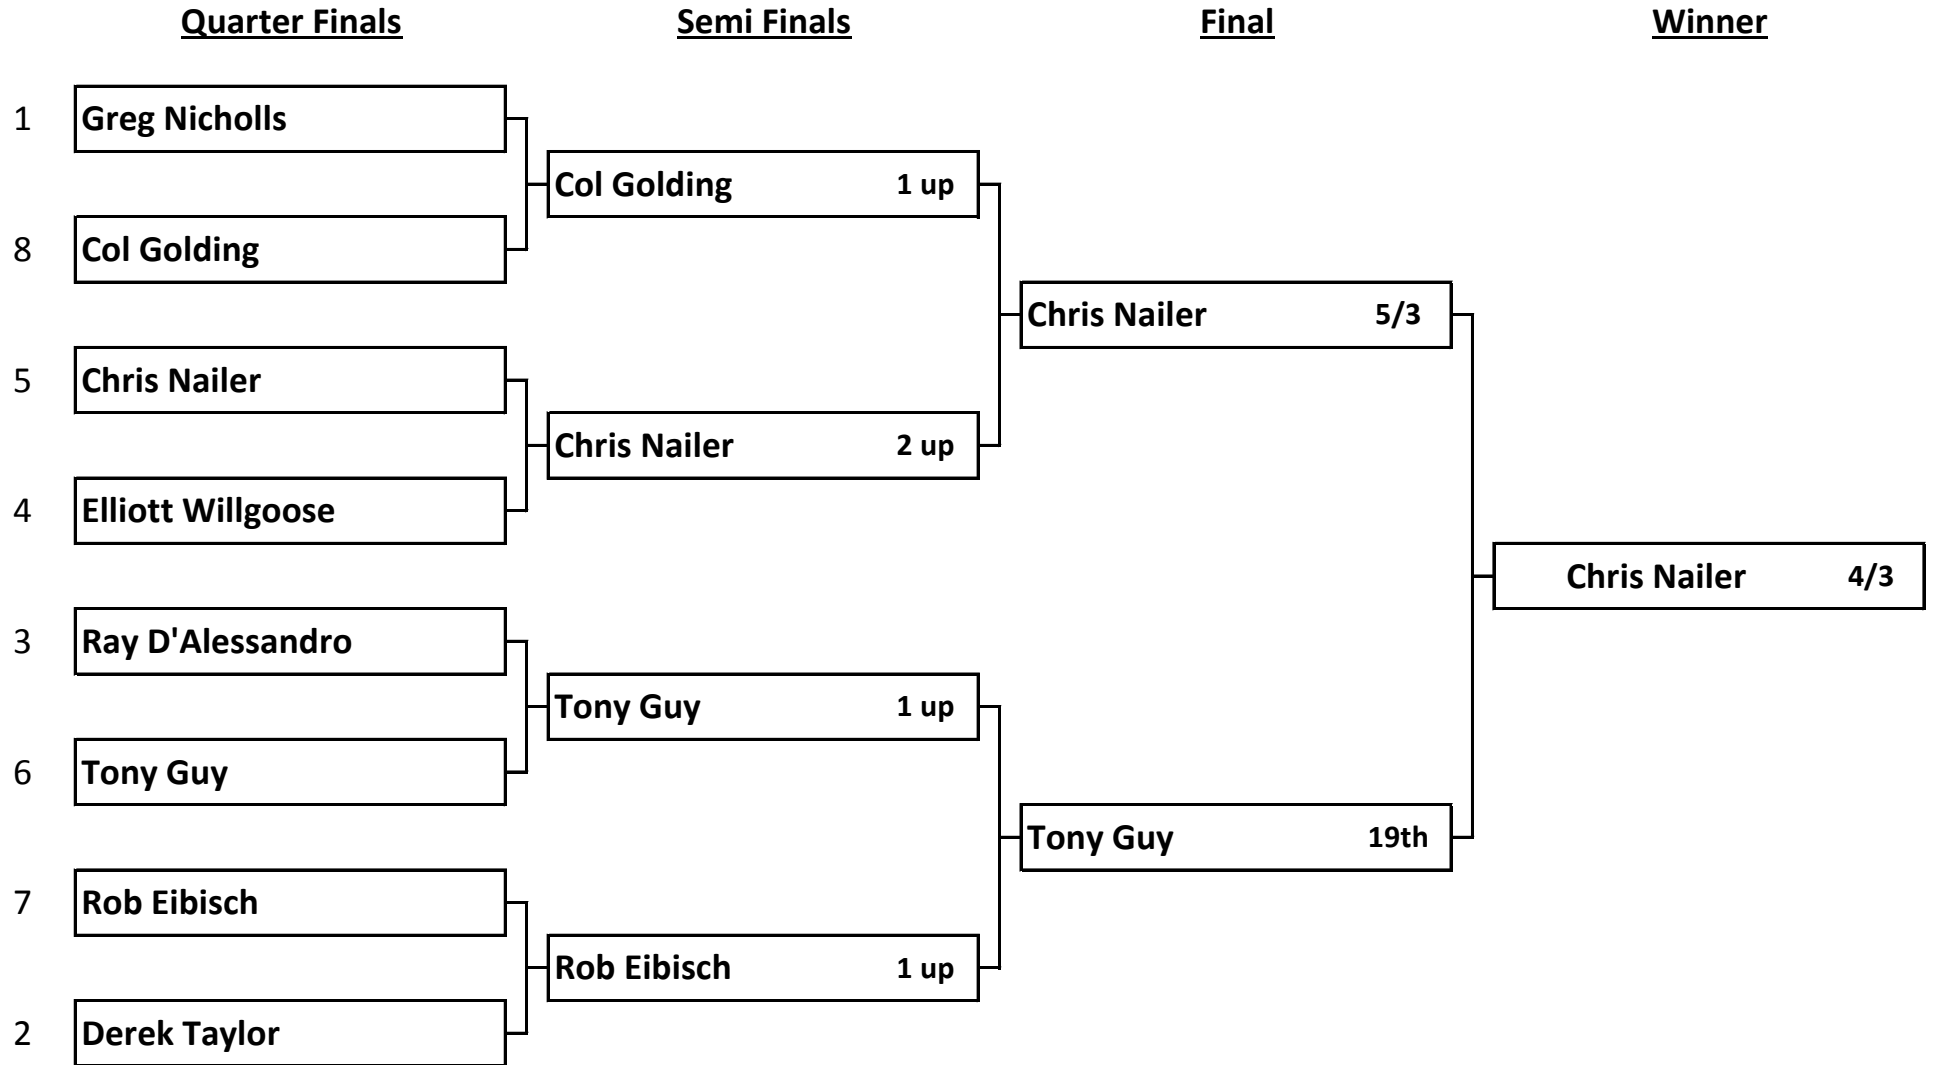 Quarter Finals Semi Finals Final Winner
1 Greg Nicholls
Col Golding 1 up
8 Col Golding
Chris Nailer 5/3
5 Chris Nailer
Chris Nailer 2 up
4 Elliott Willgoose
Chris Nailer 4/3
3 Ray D'Alessandro
Tony Guy 1 up
6 Tony Guy
Tony Guy 19th
7 Rob Eibisch
Rob Eibisch 1 up
2 Derek Taylor